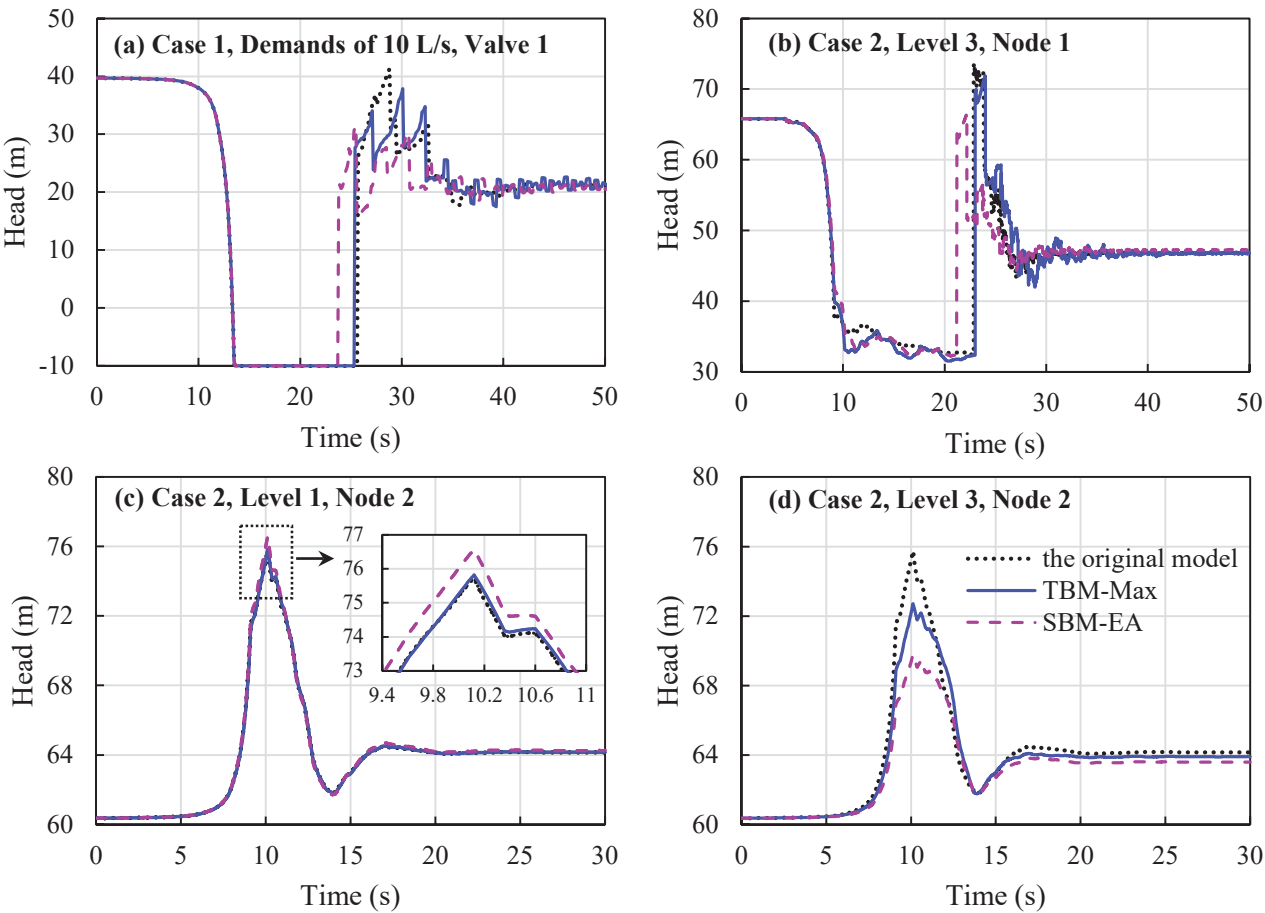 (a) Case 1, Demands of 10 L/s, Valve 1
50
40
30
20
10
0
-10
Head (m)
0 10 20 30 40 50
Time (s)
(b) Case 2, Level 3, Node 1
80
70
60
50
40
30
Head (m)
0 10 20 30 40 50
Time (s)
(c) Case 2, Level 1, Node 2
80
76
72
68
64
60
Head (m)
77
76
75
74
73
9.4 9.8 10.2 10.6 11
0 5 10 15 20 25 30
Time (s)
(d) Case 2, Level 3, Node 2
80
76
72
68
64
60
Head (m)
the original model
TBM-Max
SBM-EA
0 5 10 15 20 25 30
Time (s)